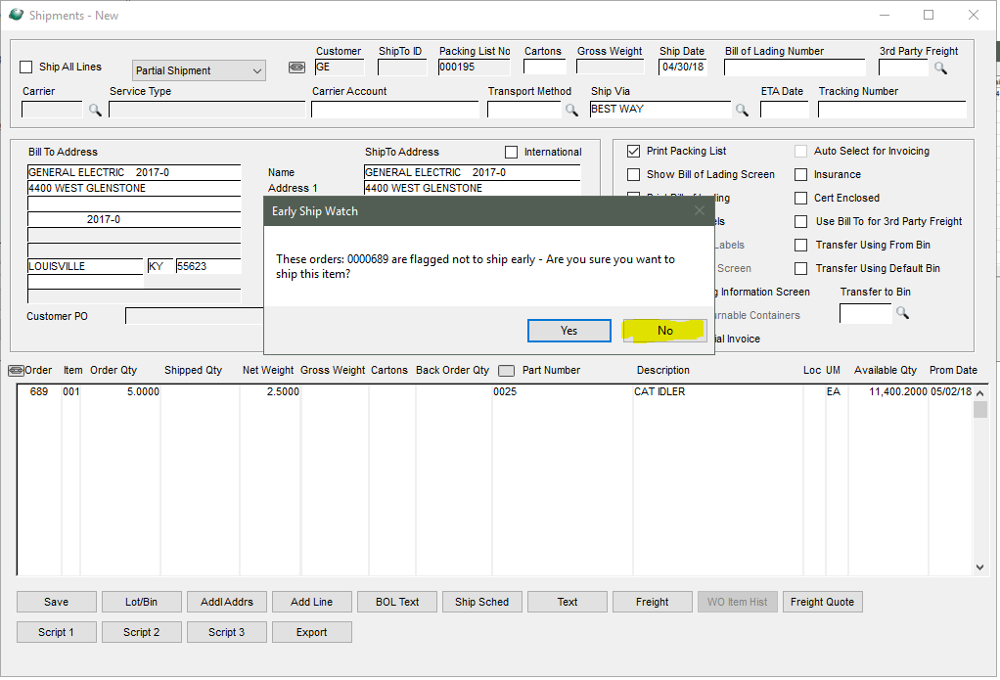 Shipments - New
Customer ShipTo ID Packing List No Cartons Gross Weight Ship Date Bill of Lading Number 3rd Party Freight
Ship All Lines Partial Shipment GE 000195 04/30/18
Carrier Service Type Carrier Account Transport Method Ship Via ETA Date Tracking Number
BEST WAY
Bill To Address ShipTo Address International
GENERAL ELECTRIC 2017-0 Name GENERAL ELECTRIC 2017-0
4400 WEST GLENSTONE Address 1 4400 WEST GLENSTONE
2017-0
LOUISVILLE KY 55623
Customer PO
Print Packing List Auto Select for Invoicing
Show Bill of Lading Screen Insurance
Cert Enclosed
Use Bill To for 3rd Party Freight
Labels Transfer Using From Bin
Screen Transfer Using Default Bin
Information Screen Transfer to Bin
Containers
Invoice
Early Ship Watch
These orders: 0000689 are flagged not to ship early - Are you sure you want to
ship this item?
Yes No
Order Item Order Qty Shipped Qty Net Weight Gross Weight Cartons Back Order Qty Part Number Description Loc UM Available Qty Prom Date
689 001 5.0000 2.5000 0025 CAT IDLER EA 11,400.2000 05/02/18
Save Lot/Bin Addl Addrs Add Line BOL Text Ship Sched Text Freight WO Item Hist Freight Quote
Script 1 Script 2 Script 3 Export